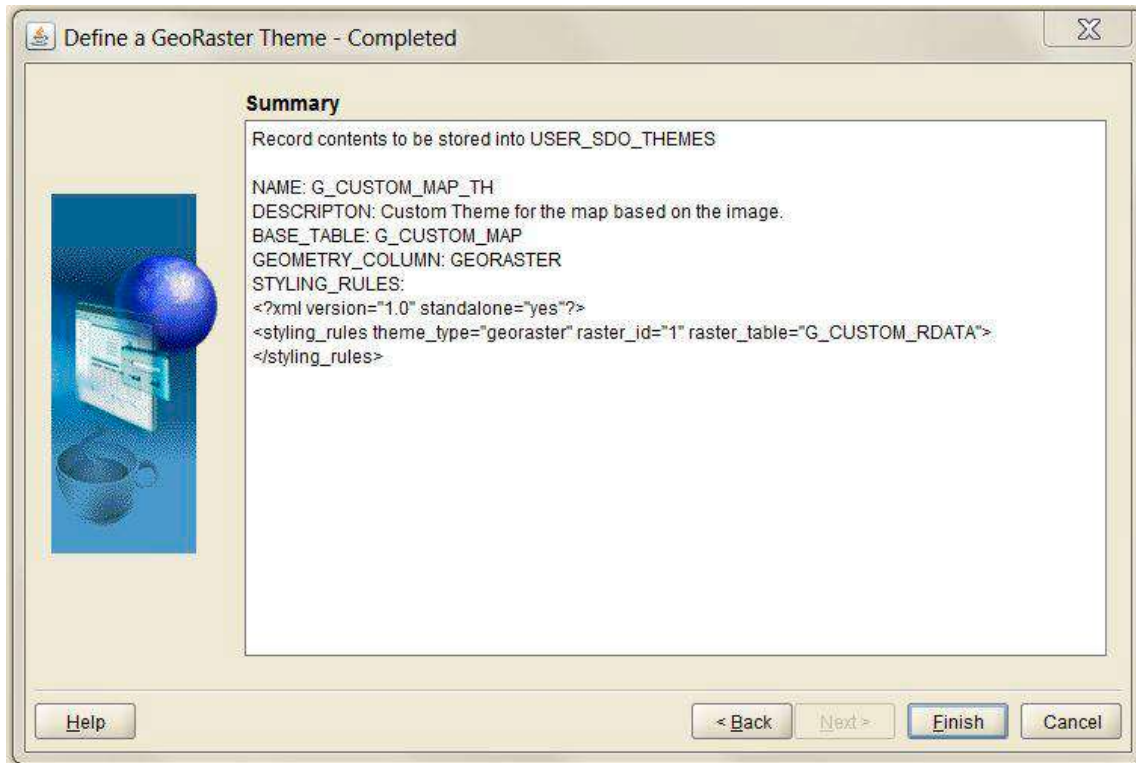 Define a GeoRaster Theme - Completed
Summary
Record contents to be stored into USER_SDO_THEMES
NAME: G_CUSTOM_MAP_TH
DESCRIPTON: Custom Theme for the map based on the image.
BASE_TABLE: G_CUSTOM_MAP
GEOMETRY_COLUMN: GEORASTER
STYLING_RULES:
<?xml version="1.0" standalone="yes"?>
<styling_rules theme_type="georaster" raster_id="1" raster_table="G_CUSTOM_RDATA">
</styling_rules>
Help < Back Next > Finish Cancel